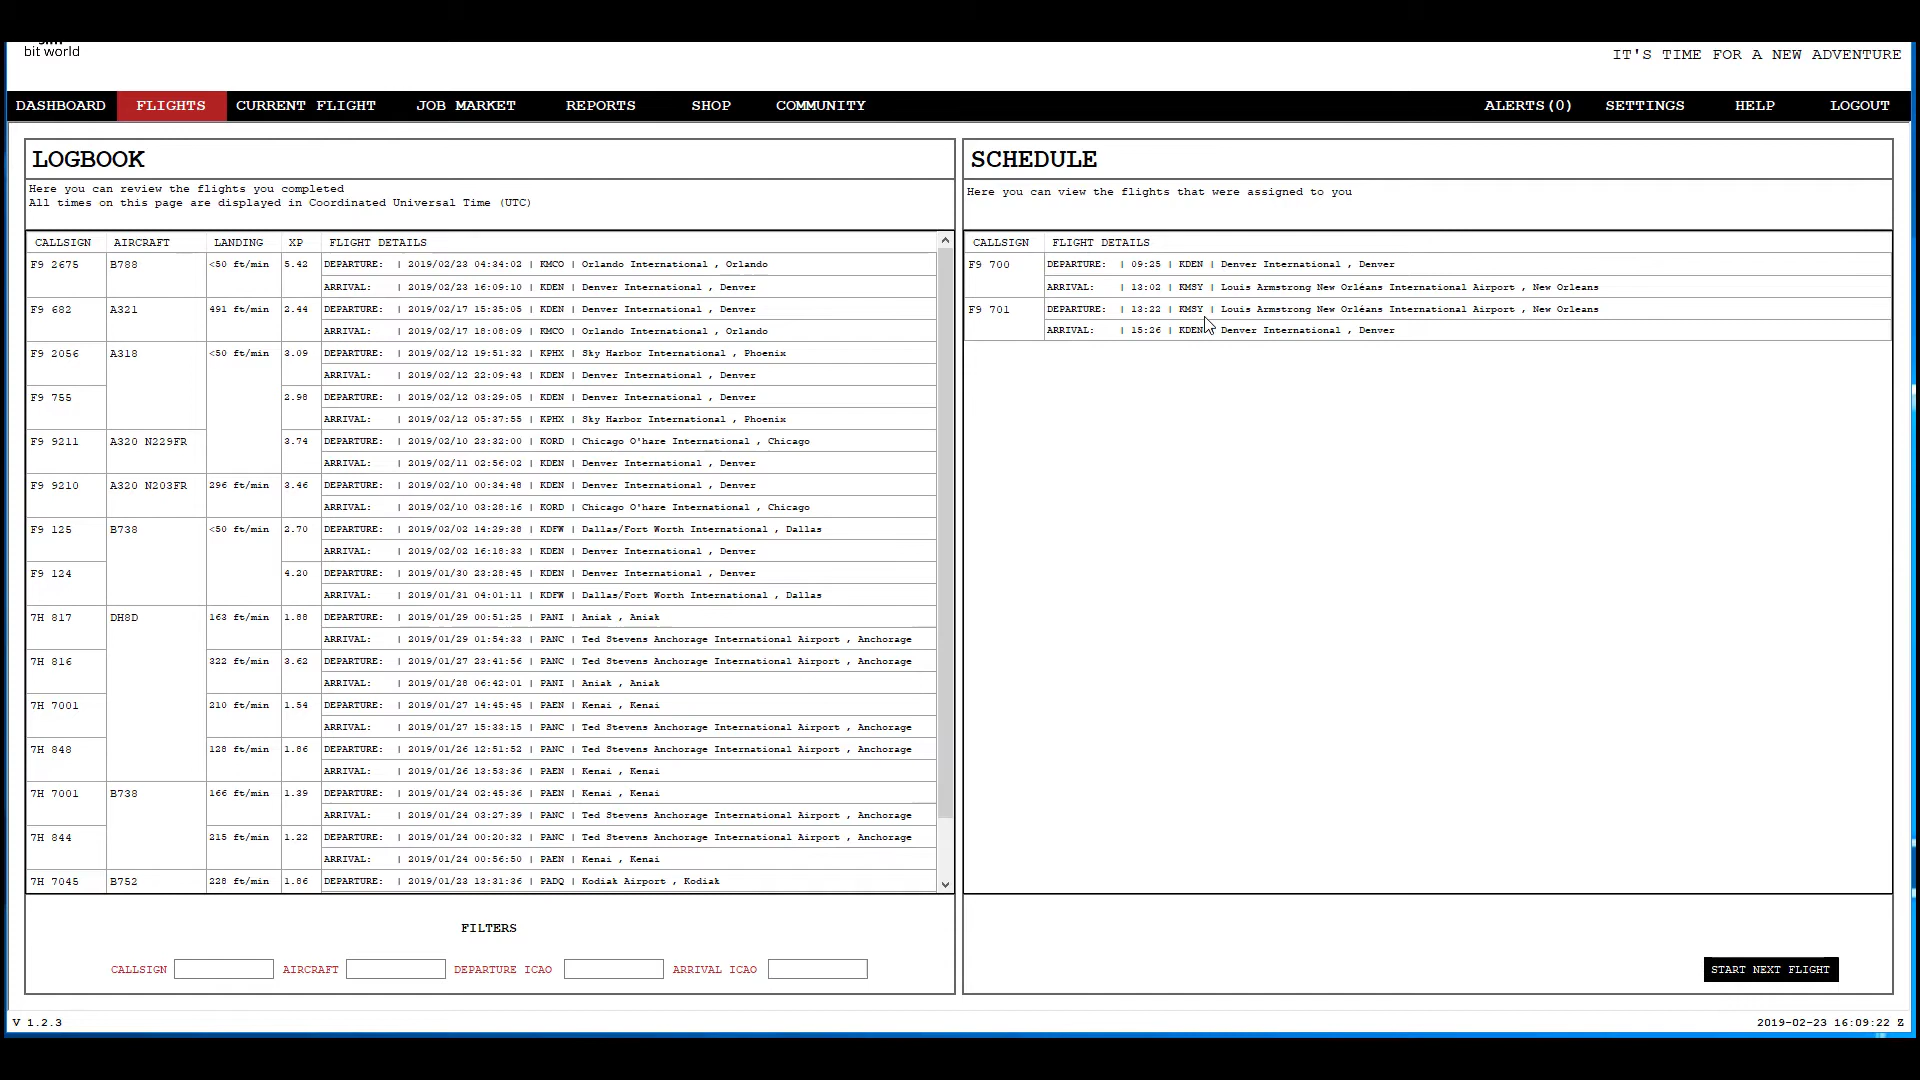 bit world
IT'S TIME FOR A NEW ADVENTURE
DASHBOARD FLIGHTS CURRENT FLIGHT JOB MARKET REPORTS SHOP COMMUNITY ALERTS(0) SETTINGS HELP LOGOUT
LOGBOOK
Here you can review the flights you completed
All times on this page are displayed in Coordinated Universal Time (UTC)
CALLSIGN AIRCRAFT LANDING XP FLIGHT DETAILS
F9 2675 B788 <50 ft/min 5.42 DEPARTURE: | 2019/02/23 04:34:02 | KMCO | Orlando International , Orlando
ARRIVAL: | 2019/02/23 16:09:10 | KDEN | Denver International , Denver
F9 682 A321 491 ft/min 2.44 DEPARTURE: | 2019/02/17 15:35:05 | KDEN | Denver International , Denver
ARRIVAL: | 2019/02/17 18:08:09 | KMCO | Orlando International , Orlando
F9 2056 A318 <50 ft/min 3.09 DEPARTURE: | 2019/02/12 19:51:32 | KPHX | Sky Harbor International , Phoenix
ARRIVAL: | 2019/02/12 22:09:43 | KDEN | Denver International , Denver
F9 755 2.98 DEPARTURE: | 2019/02/12 03:29:05 | KDEN | Denver International , Denver
ARRIVAL: | 2019/02/12 05:37:55 | KPHX | Sky Harbor International , Phoenix
F9 9211 A320 N229FR 3.74 DEPARTURE: | 2019/02/10 23:32:00 | KORD | Chicago O'hare International , Chicago
ARRIVAL: | 2019/02/11 02:56:02 | KDEN | Denver International , Denver
F9 9210 A320 N203FR 296 ft/min 3.46 DEPARTURE: | 2019/02/10 00:34:48 | KDEN | Denver International , Denver
ARRIVAL: | 2019/02/10 03:28:16 | KORD | Chicago O'hare International , Chicago
F9 125 B738 <50 ft/min 2.70 DEPARTURE: | 2019/02/02 14:29:38 | KDFW | Dallas/Fort Worth International , Dallas
ARRIVAL: | 2019/02/02 16:18:33 | KDEN | Denver International , Denver
F9 124 4.20 DEPARTURE: | 2019/01/30 23:28:45 | KDEN | Denver International , Denver
ARRIVAL: | 2019/01/31 04:01:11 | KDFW | Dallas/Fort Worth International , Dallas
7H 817 DH8D 163 ft/min 1.88 DEPARTURE: | 2019/01/29 00:51:25 | PANI | Aniak , Aniak
ARRIVAL: | 2019/01/29 01:54:33 | PANC | Ted Stevens Anchorage International Airport , Anchorage
7H 816 322 ft/min 3.62 DEPARTURE: | 2019/01/27 23:41:56 | PANC | Ted Stevens Anchorage International Airport , Anchorage
ARRIVAL: | 2019/01/28 06:42:01 | PANI | Aniak , Aniak
7H 7001 210 ft/min 1.54 DEPARTURE: | 2019/01/27 14:45:45 | PAEN | Kenai , Kenai
ARRIVAL: | 2019/01/27 15:33:15 | PANC | Ted Stevens Anchorage International Airport , Anchorage
7H 848 128 ft/min 1.86 DEPARTURE: | 2019/01/26 12:51:52 | PANC | Ted Stevens Anchorage International Airport , Anchorage
ARRIVAL: | 2019/01/26 13:53:36 | PAEN | Kenai , Kenai
7H 7001 B738 166 ft/min 1.39 DEPARTURE: | 2019/01/24 02:45:36 | PAEN | Kenai , Kenai
ARRIVAL: | 2019/01/24 03:27:39 | PANC | Ted Stevens Anchorage International Airport , Anchorage
7H 844 215 ft/min 1.22 DEPARTURE: | 2019/01/24 00:20:32 | PANC | Ted Stevens Anchorage International Airport , Anchorage
ARRIVAL: | 2019/01/24 00:56:50 | PAEN | Kenai , Kenai
7H 7045 B752 228 ft/min 1.86 DEPARTURE: | 2019/01/23 13:31:36 | PADQ | Kodiak Airport , Kodiak
FILTERS
CALLSIGN AIRCRAFT DEPARTURE ICAO ARRIVAL ICAO
SCHEDULE
Here you can view the flights that were assigned to you
CALLSIGN FLIGHT DETAILS
F9 700 DEPARTURE: | 09:25 | KDEN | Denver International , Denver
ARRIVAL: | 13:02 | KMSY | Louis Armstrong New Orléans International Airport , New Orleans
F9 701 DEPARTURE: | 13:22 | KMSY | Louis Armstrong New Orléans International Airport , New Orleans
ARRIVAL: | 15:26 | KDEN | Denver International , Denver
START NEXT FLIGHT
V 1.2.3
2019-02-23 16:09:22 Z